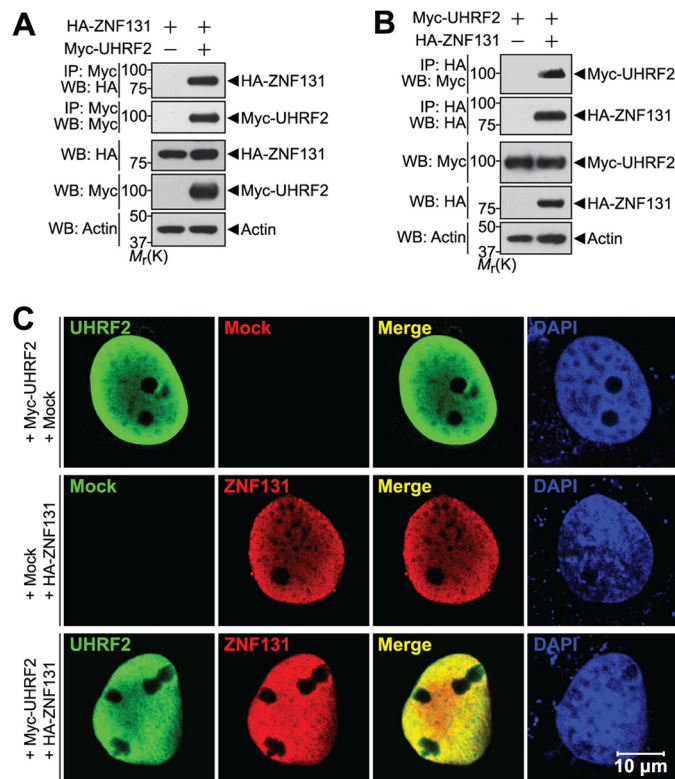 A
HA-ZNF131 + +
Myc-UHRF2 − +
IP: Myc
WB: HA
100
75
HA-ZNF131
IP: Myc
WB: Myc
100
Myc-UHRF2
WB: HA
75
HA-ZNF131
WB: Myc
100
Myc-UHRF2
WB: Actin
50
37
Actin
Mr(K)
B
Myc-UHRF2 + +
HA-ZNF131 − +
IP: HA
WB: Myc
100
Myc-UHRF2
IP: HA
WB: HA
100
75
HA-ZNF131
WB: Myc
100
Myc-UHRF2
WB: HA
75
HA-ZNF131
WB: Actin
50
37
Actin
Mr(K)
C
+ Myc-UHRF2
+ Mock
UHRF2 Mock Merge DAPI
+ Mock
+ HA-ZNF131
Mock ZNF131 Merge DAPI
+ Myc-UHRF2
+ HA-ZNF131
UHRF2 ZNF131 Merge DAPI
10 µm